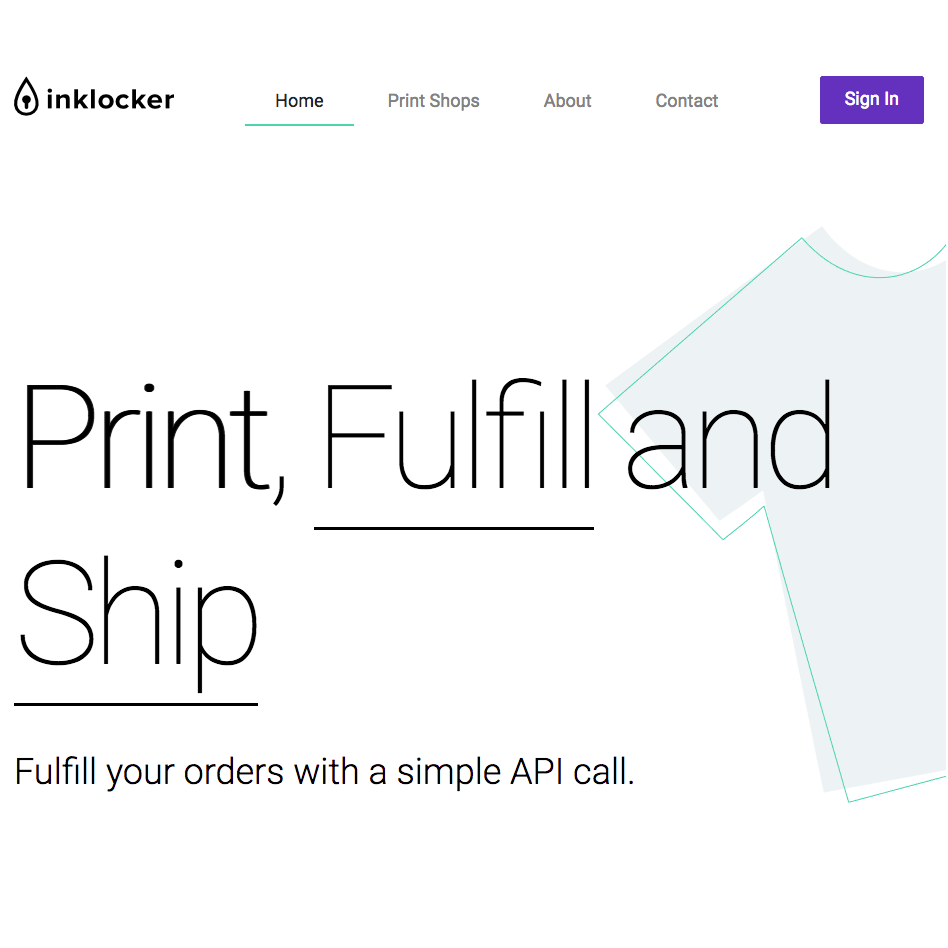 inklocker
Home
Print Shops
About
Contact
Sign In
Print, Fulfill and
Ship
Fulfill your orders with a simple API call.